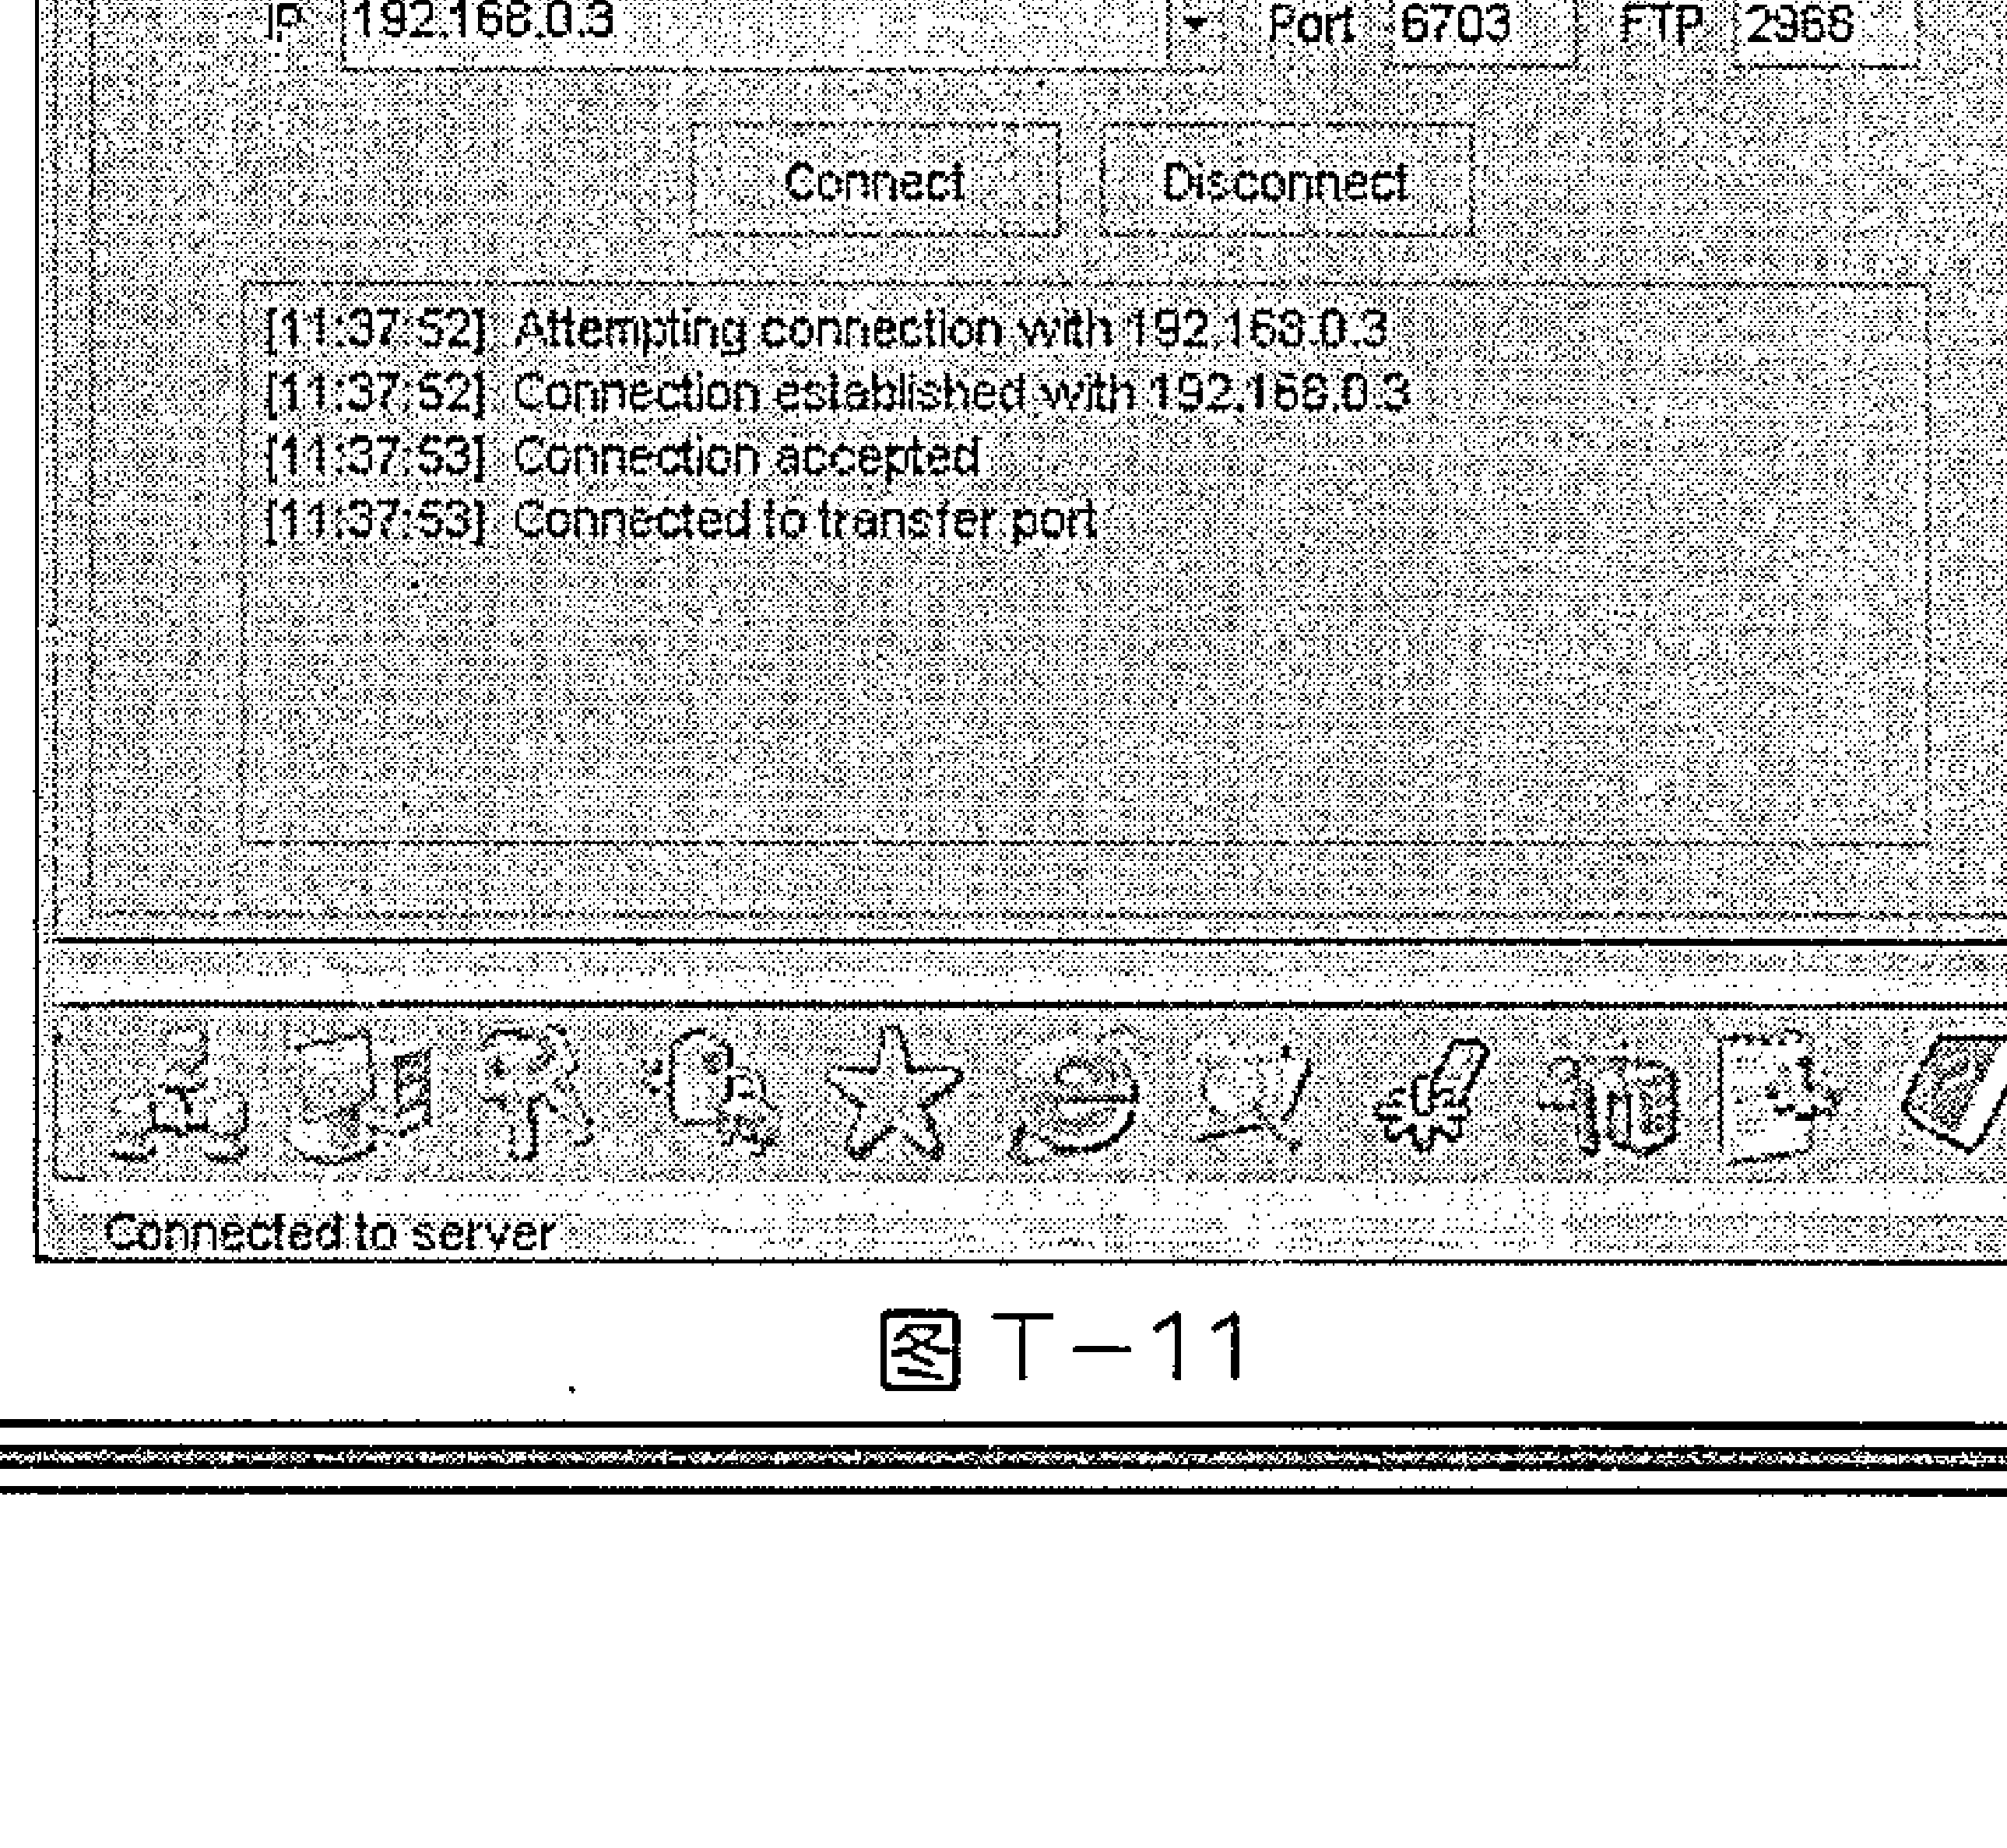 IP 192.168.0.3 Port 6703 FTP 2968
Connect Disconnect
[11:37:52] Attempting connection with 192.168.0.3
[11:37:52] Connection established with 192.168.0.3
[11:37:53] Connection accepted
[11:37:53] Connected to transfer port
Connected to server
图 T-11